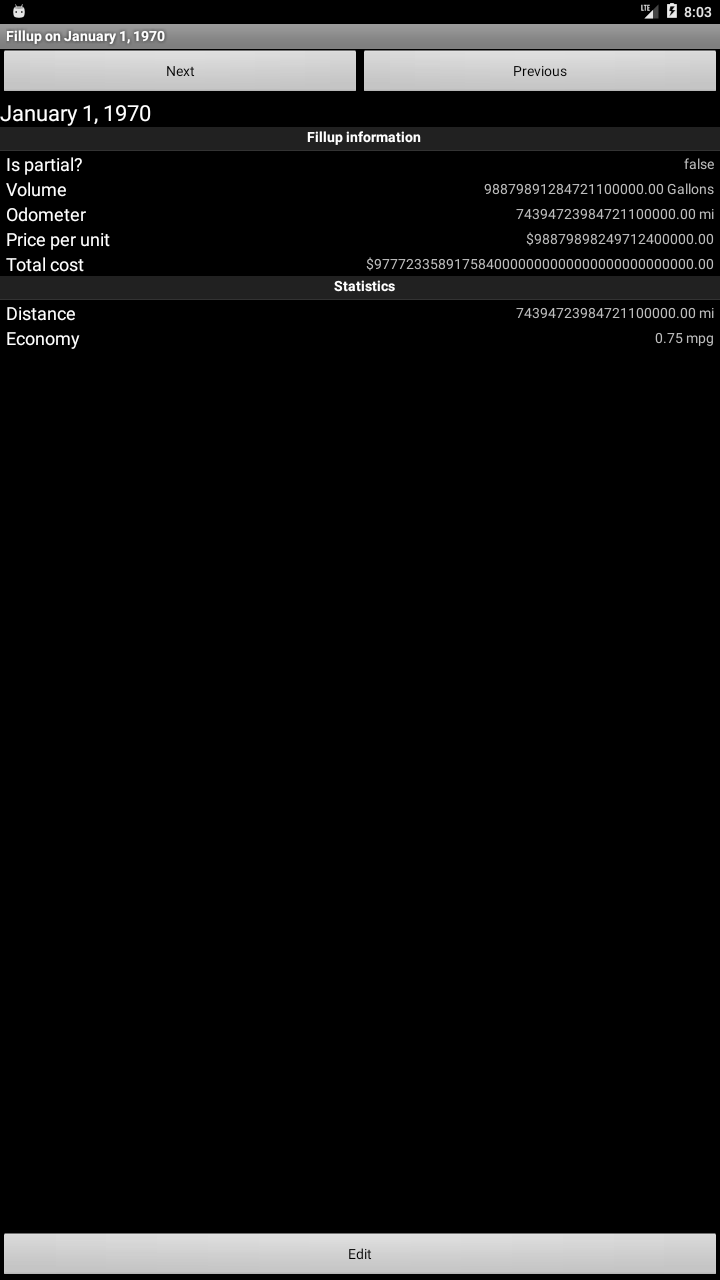 LTE 8:03
Fillup on January 1, 1970
Next Previous
January 1, 1970
Fillup information
Is partial? false
Volume 98879891284721100000.00 Gallons
Odometer 74394723984721100000.00 mi
Price per unit $98879898249712400000.00
Total cost $9777233589175840000000000000000000000000.00
Statistics
Distance 74394723984721100000.00 mi
Economy 0.75 mpg
Edit